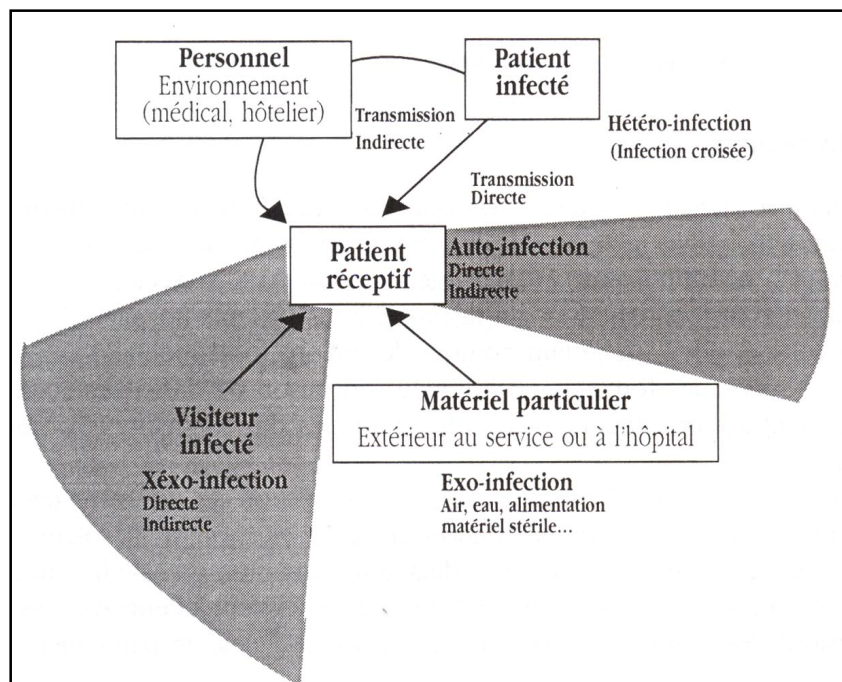 Personnel
Environnement
(médical, hôtelier)
Patient
infecté
Transmission
Indirecte
Hétéro-infection
(Infection croisée)
Transmission
Directe
Patient
réceptif
Auto-infection
Directe
Indirecte
Visiteur
infecté
Xéxo-infection
Directe
Indirecte
Matériel particulier
Extérieur au service ou à l'hôpital
Exo-infection
Air, eau, alimentation
matériel stérile...